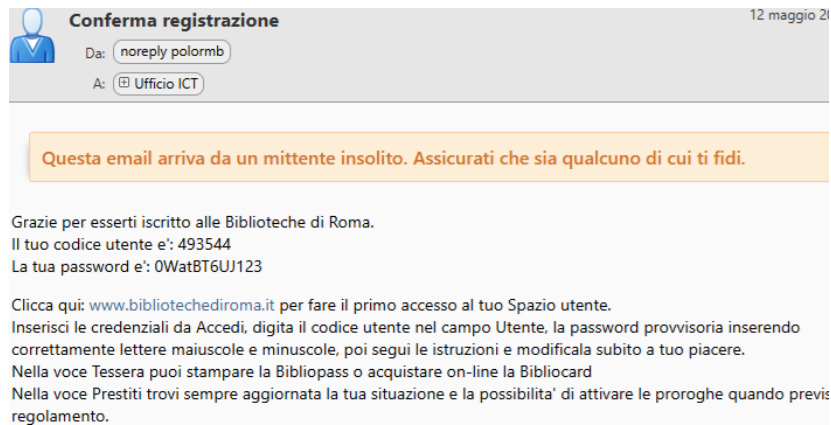 Conferma registrazione
12 maggio 20
Da: noreply polormb
A: Ufficio ICT
Questa email arriva da un mittente insolito. Assicurati che sia qualcuno di cui ti fidi.
Grazie per esserti iscritto alle Biblioteche di Roma.
Il tuo codice utente e': 493544
La tua password e': 0WatBT6UJ123
Clicca qui: www.bibliotechediroma.it per fare il primo accesso al tuo Spazio utente.
Inserisci le credenziali da Accedi, digita il codice utente nel campo Utente, la password provvisoria inserendo
correttamente lettere maiuscole e minuscole, poi segui le istruzioni e modificala subito a tuo piacere.
Nella voce Tessera puoi stampare la Bibliopass o acquistare on-line la Bibliocard
Nella voce Prestiti trovi sempre aggiornata la tua situazione e la possibilita' di attivare le proroghe quando previs
regolamento.